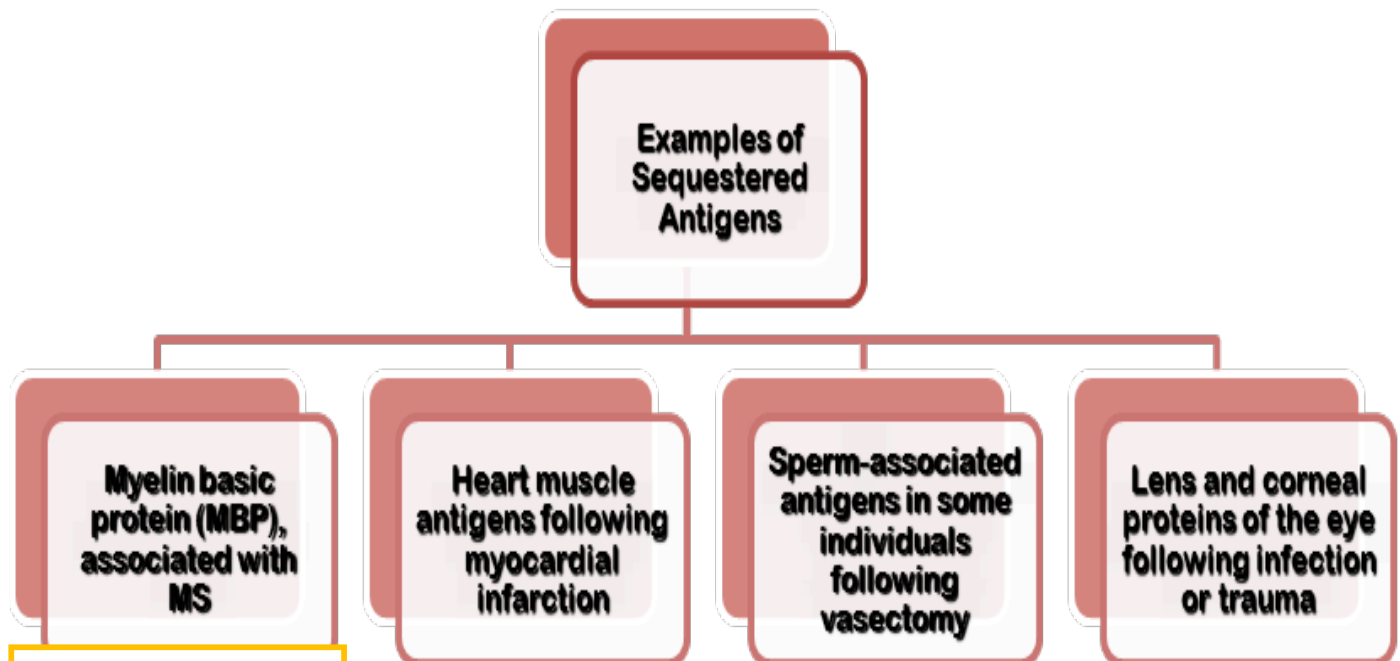 Examples of
Sequestered
Antigens
Myelin basic
protein (MBP),
associated with
MS
Heart muscle
antigens following
myocardial
infarction
Sperm-associated
antigens in some
individuals
following
vasectomy
Lens and corneal
proteins of the eye
following infection
or trauma